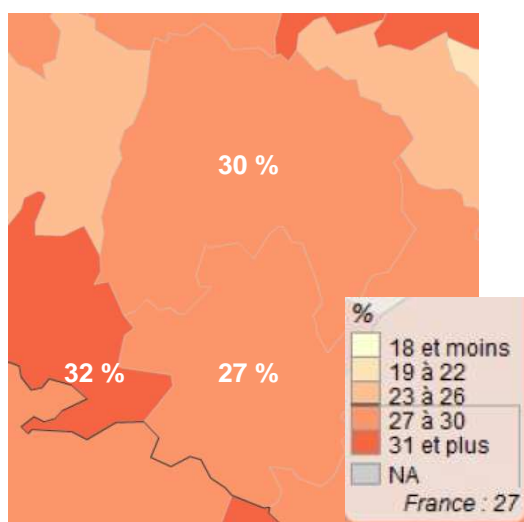 30 %
32 %
27 %
%
18 et moins
19 à 22
23 à 26
27 à 30
31 et plus
NA
France : 27